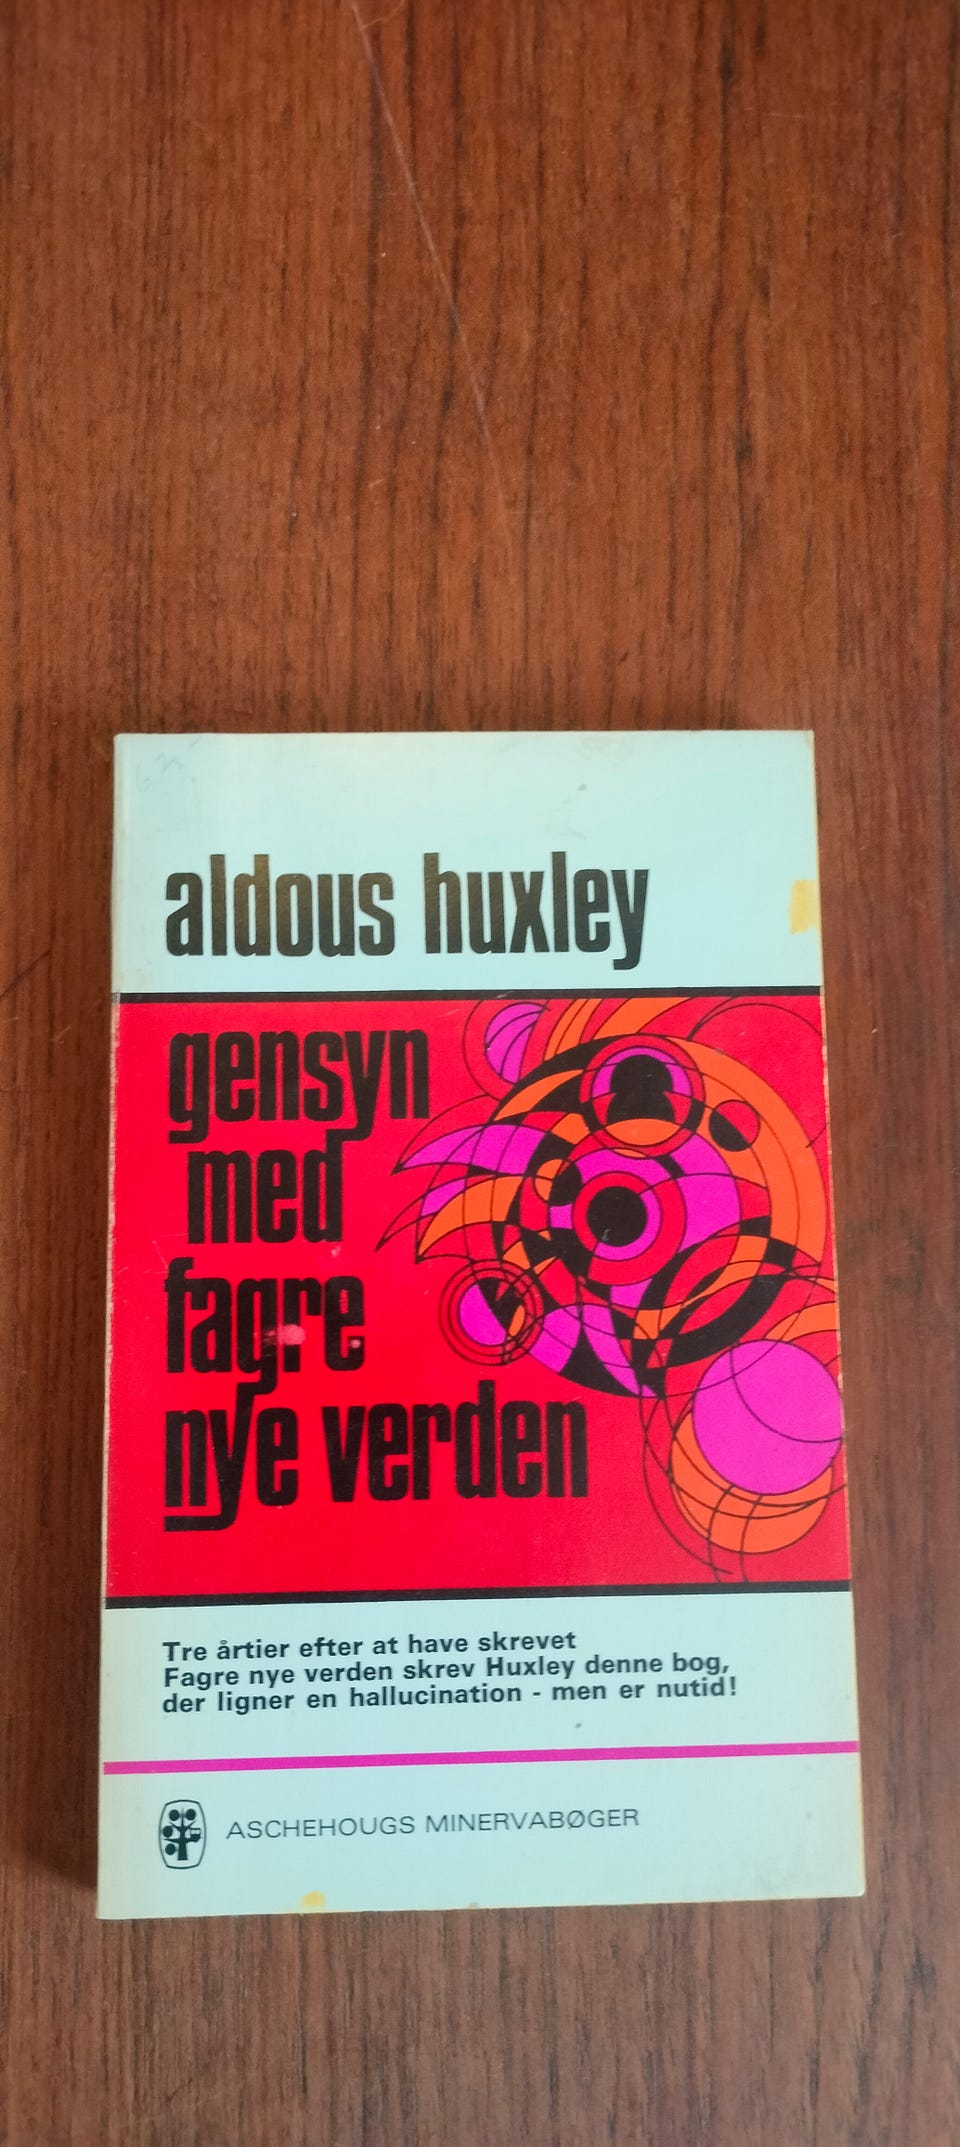 aldous huxley
gensyn
med
fagre
nye verden
Tre årtier efter at have skrevet
Fagre nye verden skrev Huxley denne bog,
der ligner en hallucination - men er nutid!
ASCHEHOUGS MINERVABØGER